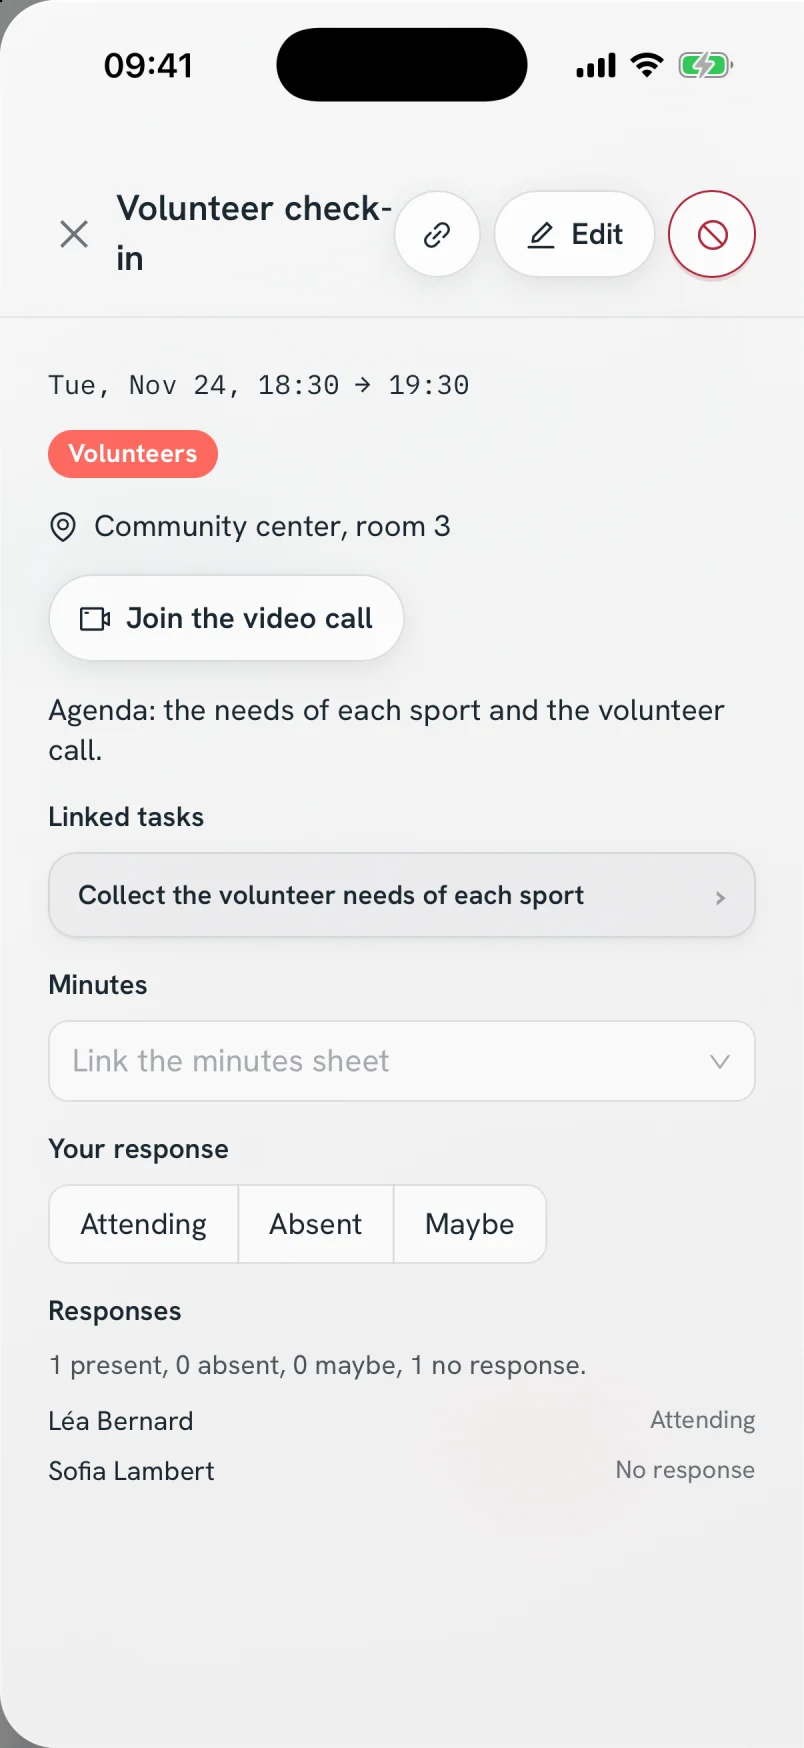 09:41
Volunteer check-
in
Edit
Tue, Nov 24, 18:30 → 19:30
Volunteers
Community center, room 3
Join the video call
Agenda: the needs of each sport and the volunteer
call.
Linked tasks
Collect the volunteer needs of each sport
Minutes
Link the minutes sheet
Your response
Attending
Absent
Maybe
Responses
1 present, 0 absent, 0 maybe, 1 no response.
Léa Bernard
Attending
Sofia Lambert
No response